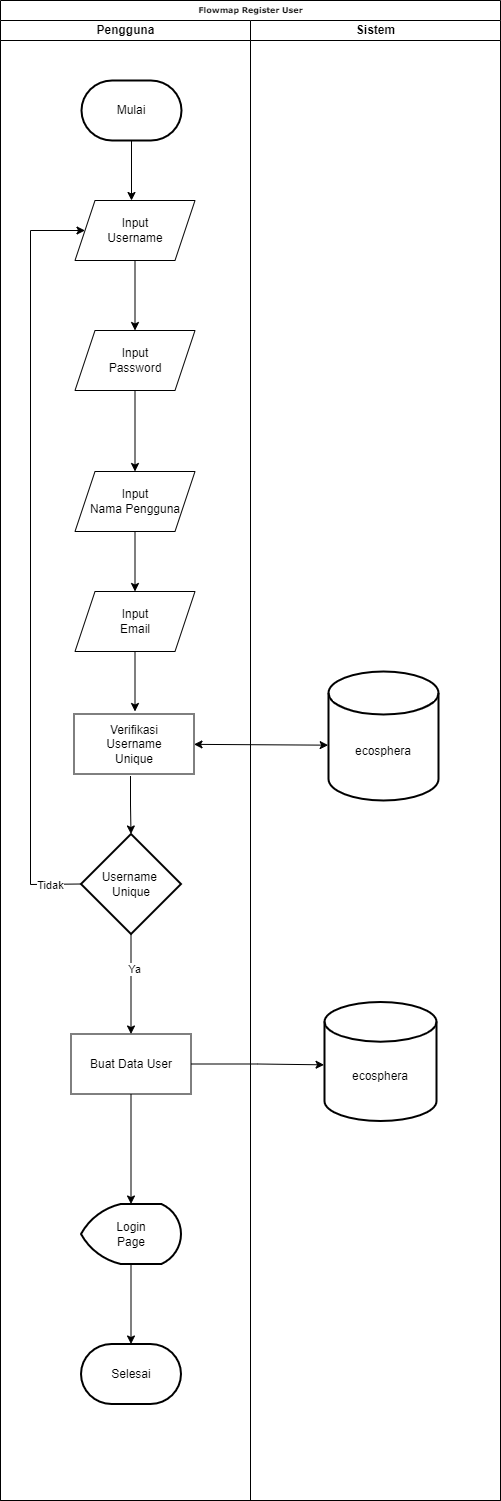 Flowmap Register User
Pengguna
Sistem
Mulai
Input
Username
Input
Password
Input
Nama Pengguna
Input
Email
Verifikasi
Username
Unique
ecosphera
Username
Unique
Tidak
Ya
Buat Data User
ecosphera
Login
Page
Selesai